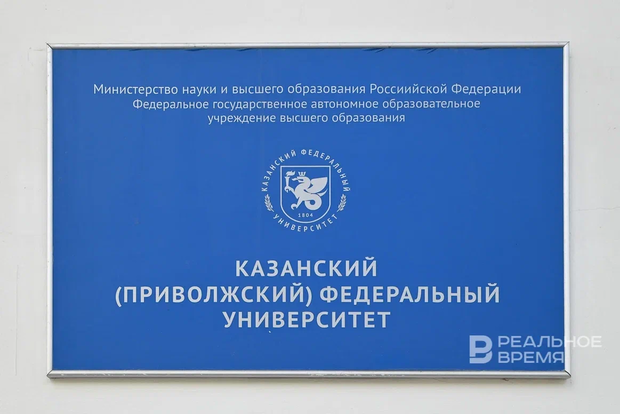 Министерство науки и высшего образования Россиийской Федерации
Федеральное государственное автономное образовательное
учреждение высшего образования
КАЗАНСКИЙ ФЕДЕРАЛЬНЫЙ
1804
УНИВЕРСИТЕТ
КАЗАНСКИЙ
(ПРИВОЛЖСКИЙ) ФЕДЕРАЛЬНЫЙ
УНИВЕРСИТЕТ
РЕАЛЬНОЕ
ВРЕМЯ